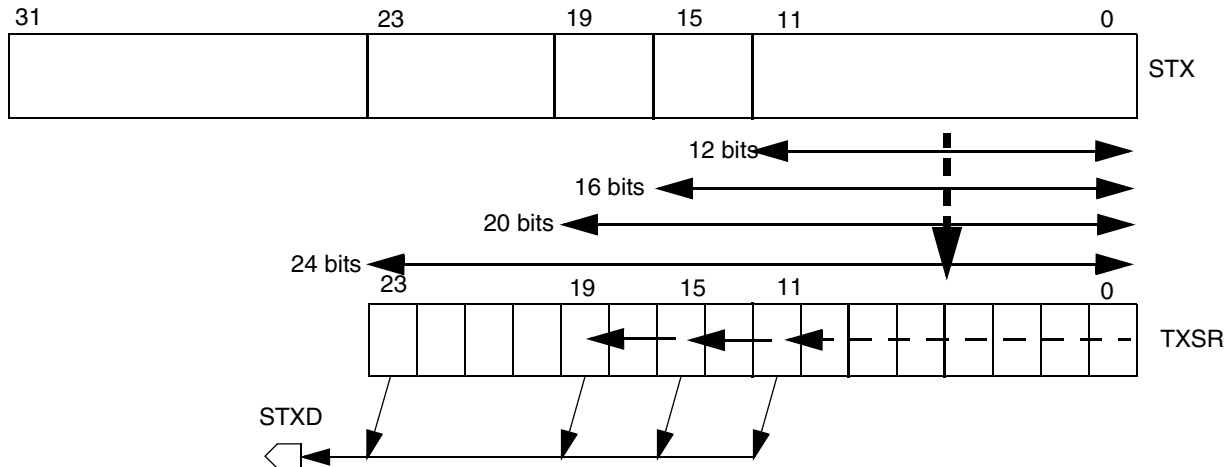 31 23 19 15 11 0
STX
12 bits
16 bits
20 bits
24 bits
23 19 15 11 0
TXSR
STXD